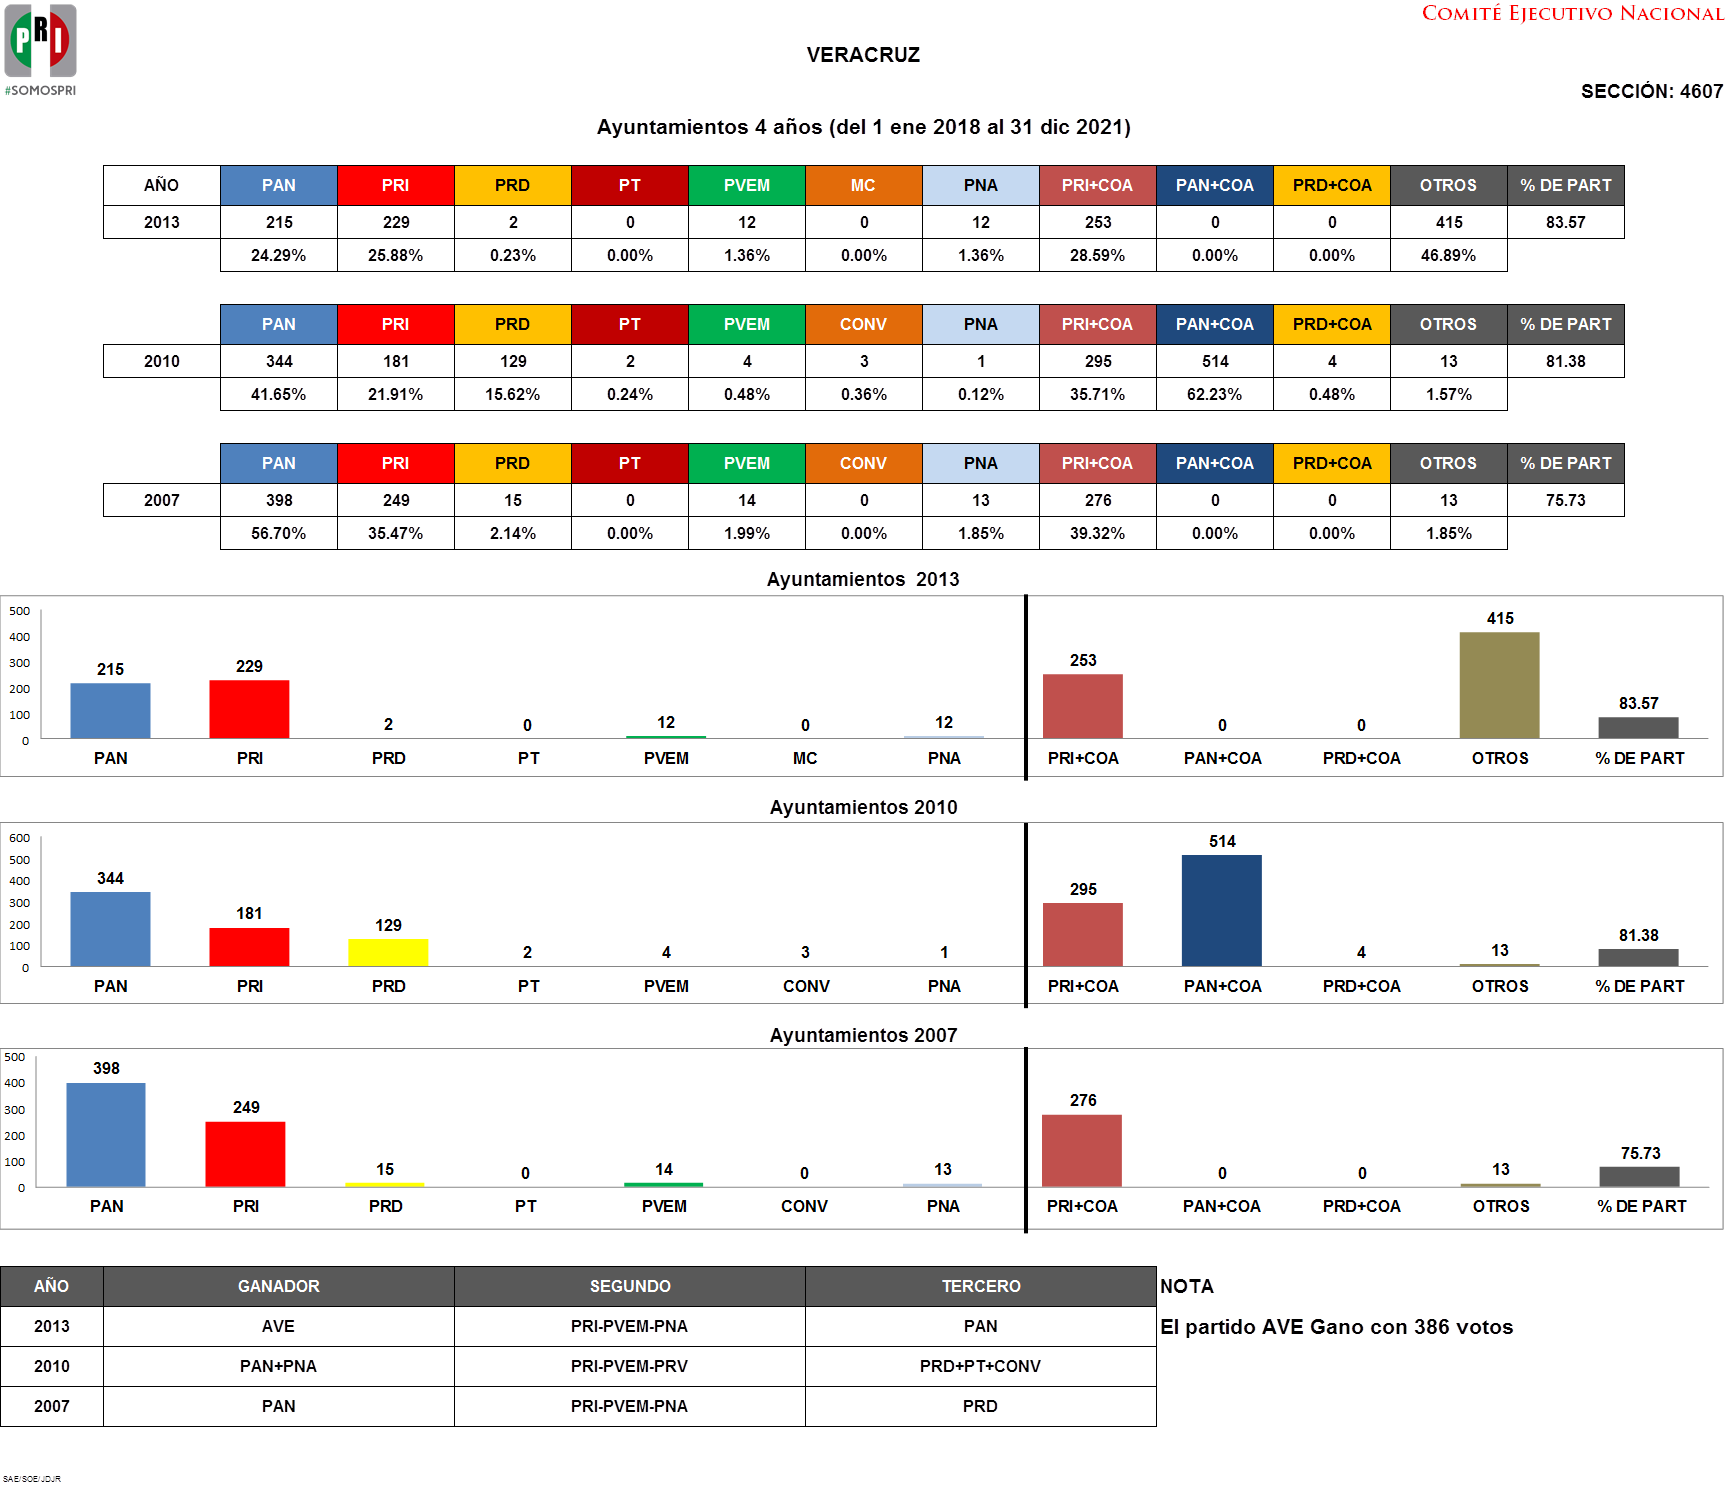 PRI
#SOMOSPRI
COMITÉ EJECUTIVO NACIONAL
VERACRUZ
SECCIÓN: 4607
Ayuntamientos 4 años (del 1 ene 2018 al 31 dic 2021)
AÑO PAN PRI PRD PT PVEM MC PNA PRI+COA PAN+COA PRD+COA OTROS % DE PART
2013 215 229 2 0 12 0 12 253 0 0 415 83.57
24.29% 25.88% 0.23% 0.00% 1.36% 0.00% 1.36% 28.59% 0.00% 0.00% 46.89%
PAN PRI PRD PT PVEM CONV PNA PRI+COA PAN+COA PRD+COA OTROS % DE PART
2010 344 181 129 2 4 3 1 295 514 4 13 81.38
41.65% 21.91% 15.62% 0.24% 0.48% 0.36% 0.12% 35.71% 62.23% 0.48% 1.57%
PAN PRI PRD PT PVEM CONV PNA PRI+COA PAN+COA PRD+COA OTROS % DE PART
2007 398 249 15 0 14 0 13 276 0 0 13 75.73
56.70% 35.47% 2.14% 0.00% 1.99% 0.00% 1.85% 39.32% 0.00% 0.00% 1.85%
Ayuntamientos 2013
500
400
300
200
100
0
215 229 2 0 12 0 12 253 0 0 415 83.57
PAN PRI PRD PT PVEM MC PNA PRI+COA PAN+COA PRD+COA OTROS % DE PART
Ayuntamientos 2010
600
500
400
300
200
100
0
344 181 129 2 4 3 1 295 514 4 13 81.38
PAN PRI PRD PT PVEM CONV PNA PRI+COA PAN+COA PRD+COA OTROS % DE PART
Ayuntamientos 2007
500
400
300
200
100
0
398 249 15 0 14 0 13 276 0 0 13 75.73
PAN PRI PRD PT PVEM CONV PNA PRI+COA PAN+COA PRD+COA OTROS % DE PART
AÑO GANADOR SEGUNDO TERCERO NOTA
2013 AVE PRI-PVEM-PNA PAN El partido AVE Gano con 386 votos
2010 PAN+PNA PRI-PVEM-PRV PRD+PT+CONV
2007 PAN PRI-PVEM-PNA PRD
SAE/SOE/JDJR